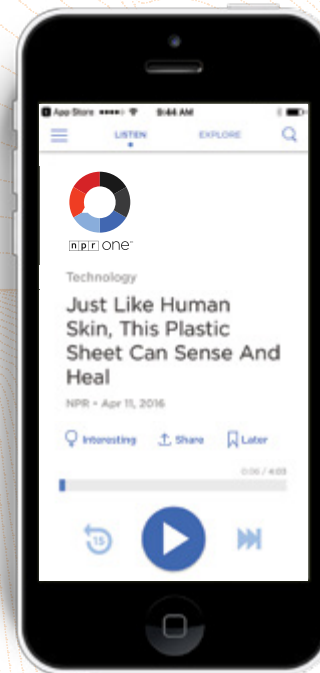 App Store 9:44 AM
LISTEN EXPLORE
npr one
Technology
Just Like Human
Skin, This Plastic
Sheet Can Sense And
Heal
NPR • Apr 11, 2016
Interesting Share Later
0:06 / 4:03
15